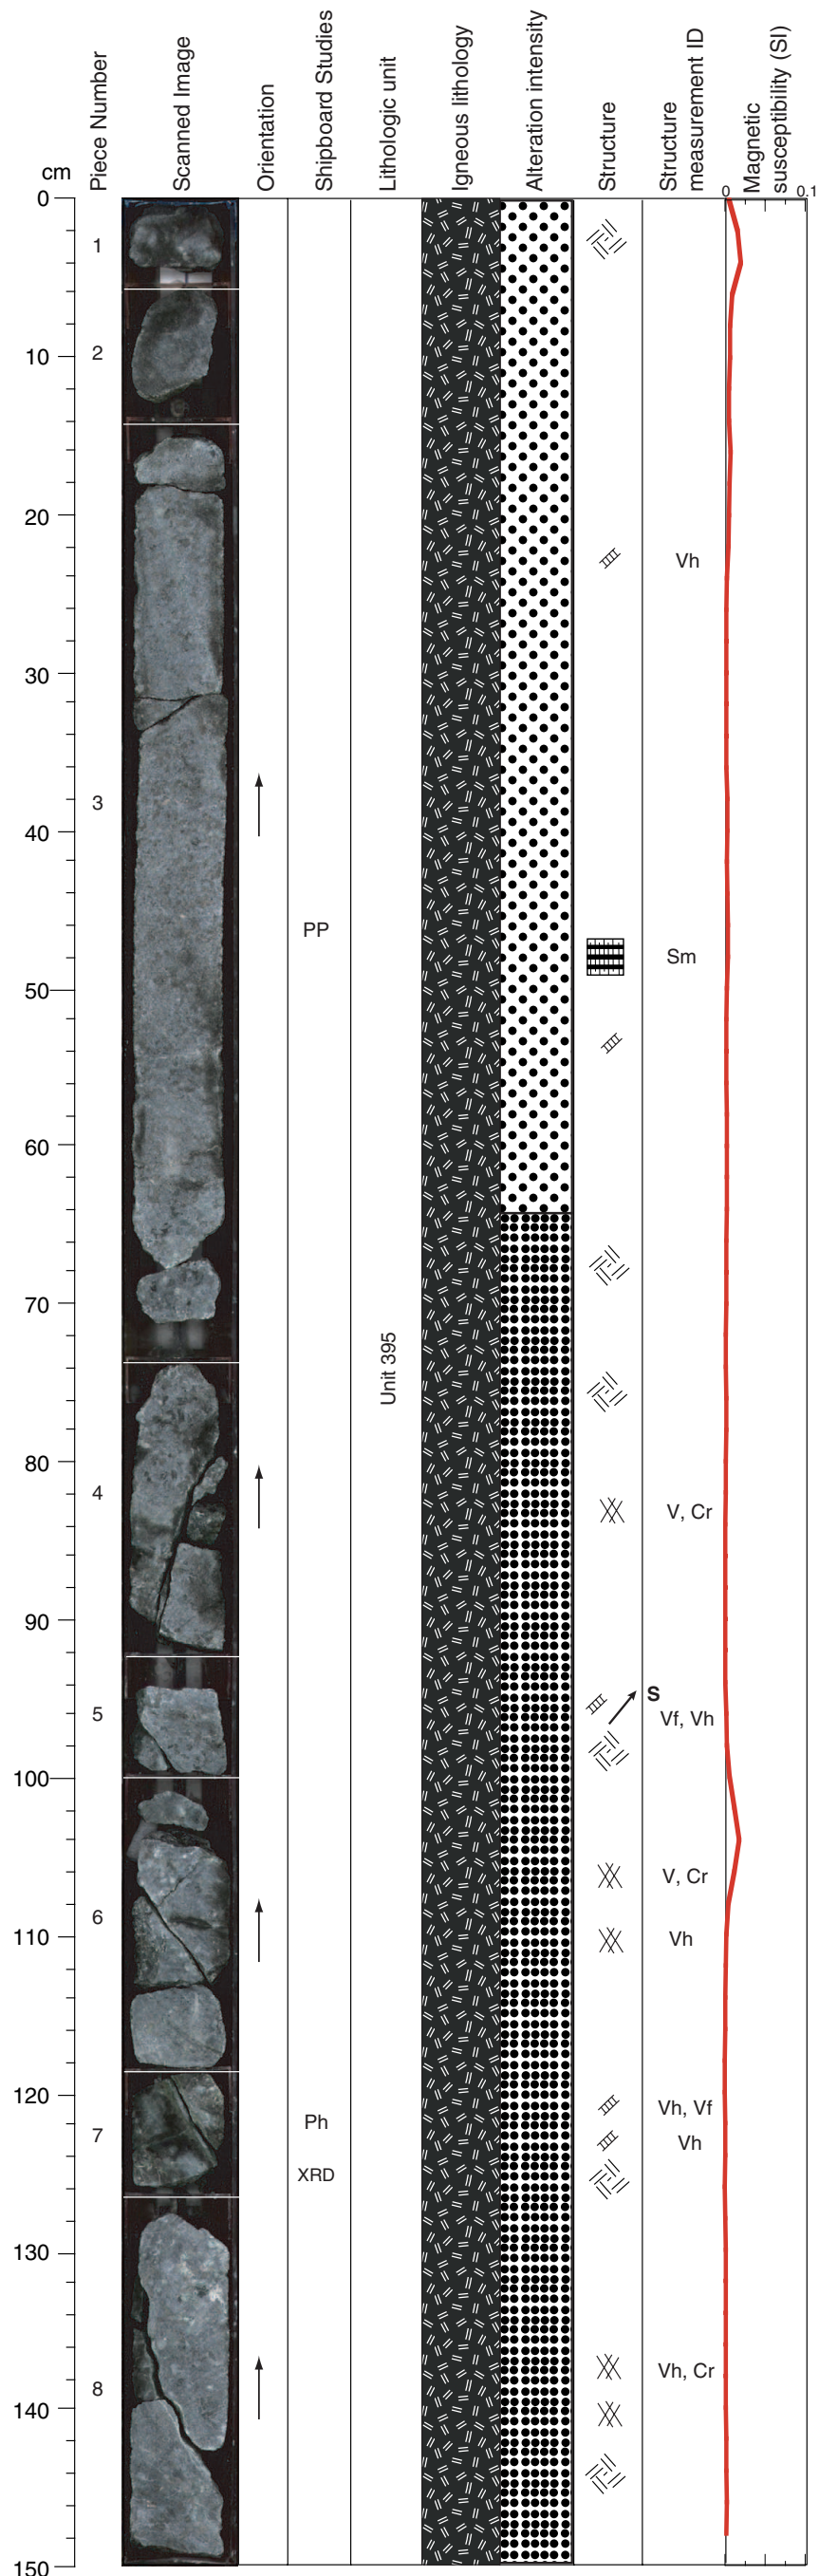 cm
Piece Number
Scanned Image
Orientation
Shipboard Studies
Lithologic unit
Igneous lithology
Alteration intensity
Structure
Structure
measurement ID
Magnetic
susceptibility (SI)
0 0.1
0
1
2
10
20
Vh
30
3
40
PP
Sm
50
60
70
Unit 395
80
4
V, Cr
90
S
5
Vf, Vh
100
V, Cr
6
110
Vh
120
Vh, Vf
Ph
7
Vh
XRD
130
Vh, Cr
8
140
150